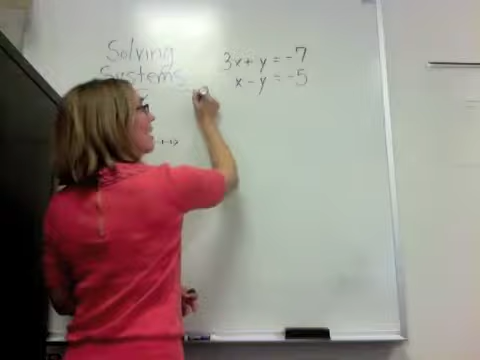 Solving
Systems
3x + y = -7
x - y = -5